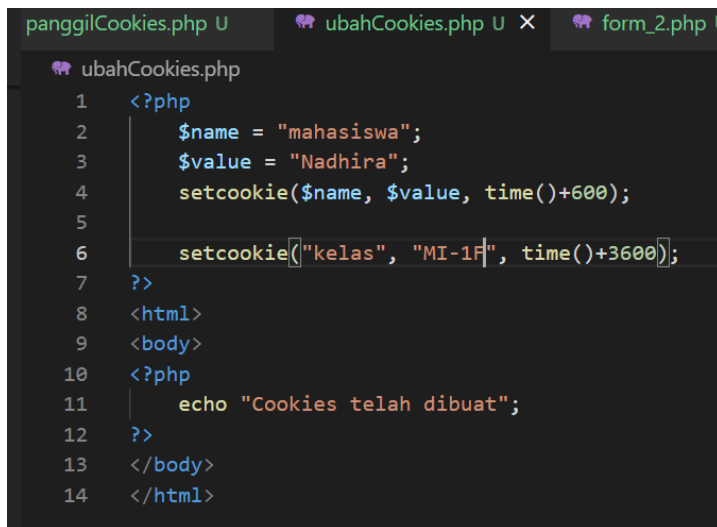 panggilCookies.php U ubahCookies.php U × form_2.php U
ubahCookies.php
1 <?php
2 $name = "mahasiswa";
3 $value = "Nadhira";
4 setcookie($name, $value, time()+600);
5
6 setcookie("kelas", "MI-1F", time()+3600);
7 ?>
8 <html>
9 <body>
10 <?php
11 echo "Cookies telah dibuat";
12 ?>
13 </body>
14 </html>